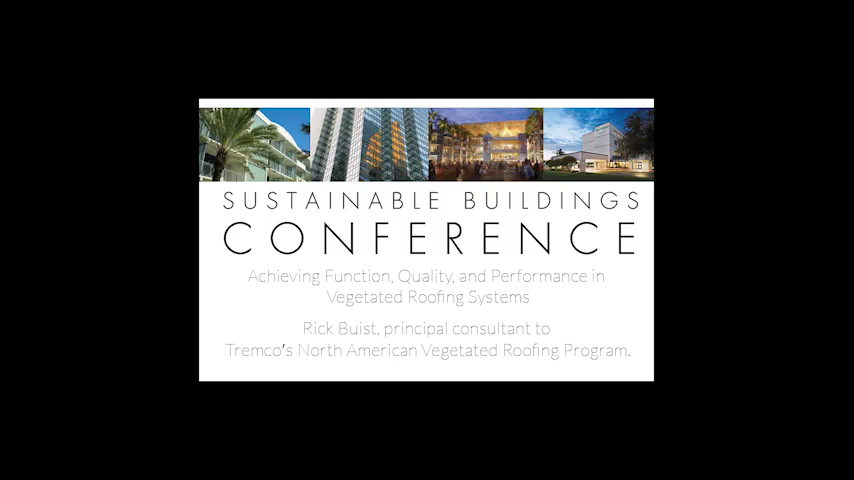 SUSTAINABLE BUILDINGS
CONFERENCE
Achieving Function, Quality, and Performance in
Vegetated Roofing Systems
Rick Buist, principal consultant to
Tremco's North American Vegetated Roofing Program.